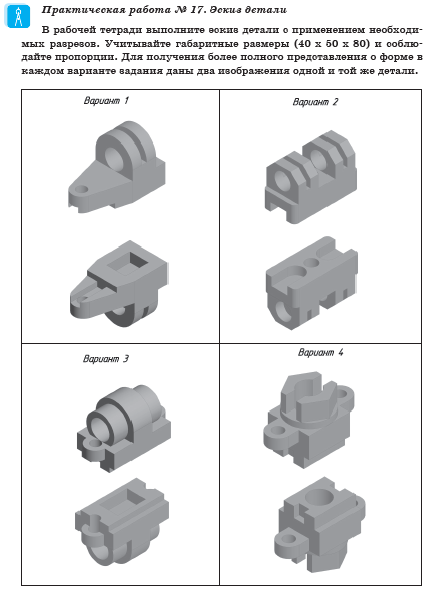 Практическая работа № 17. Эскиз детали
В рабочей тетради выполните эскиз детали с применением необходи-
мых разрезов. Учитывайте габаритные размеры (40 х 50 х 80) и соблю-
дайте пропорции. Для получения более полного представления о форме в
каждом варианте задания даны два изображения одной и той же детали.
Вариант 1
Вариант 2
Вариант 3
Вариант 4